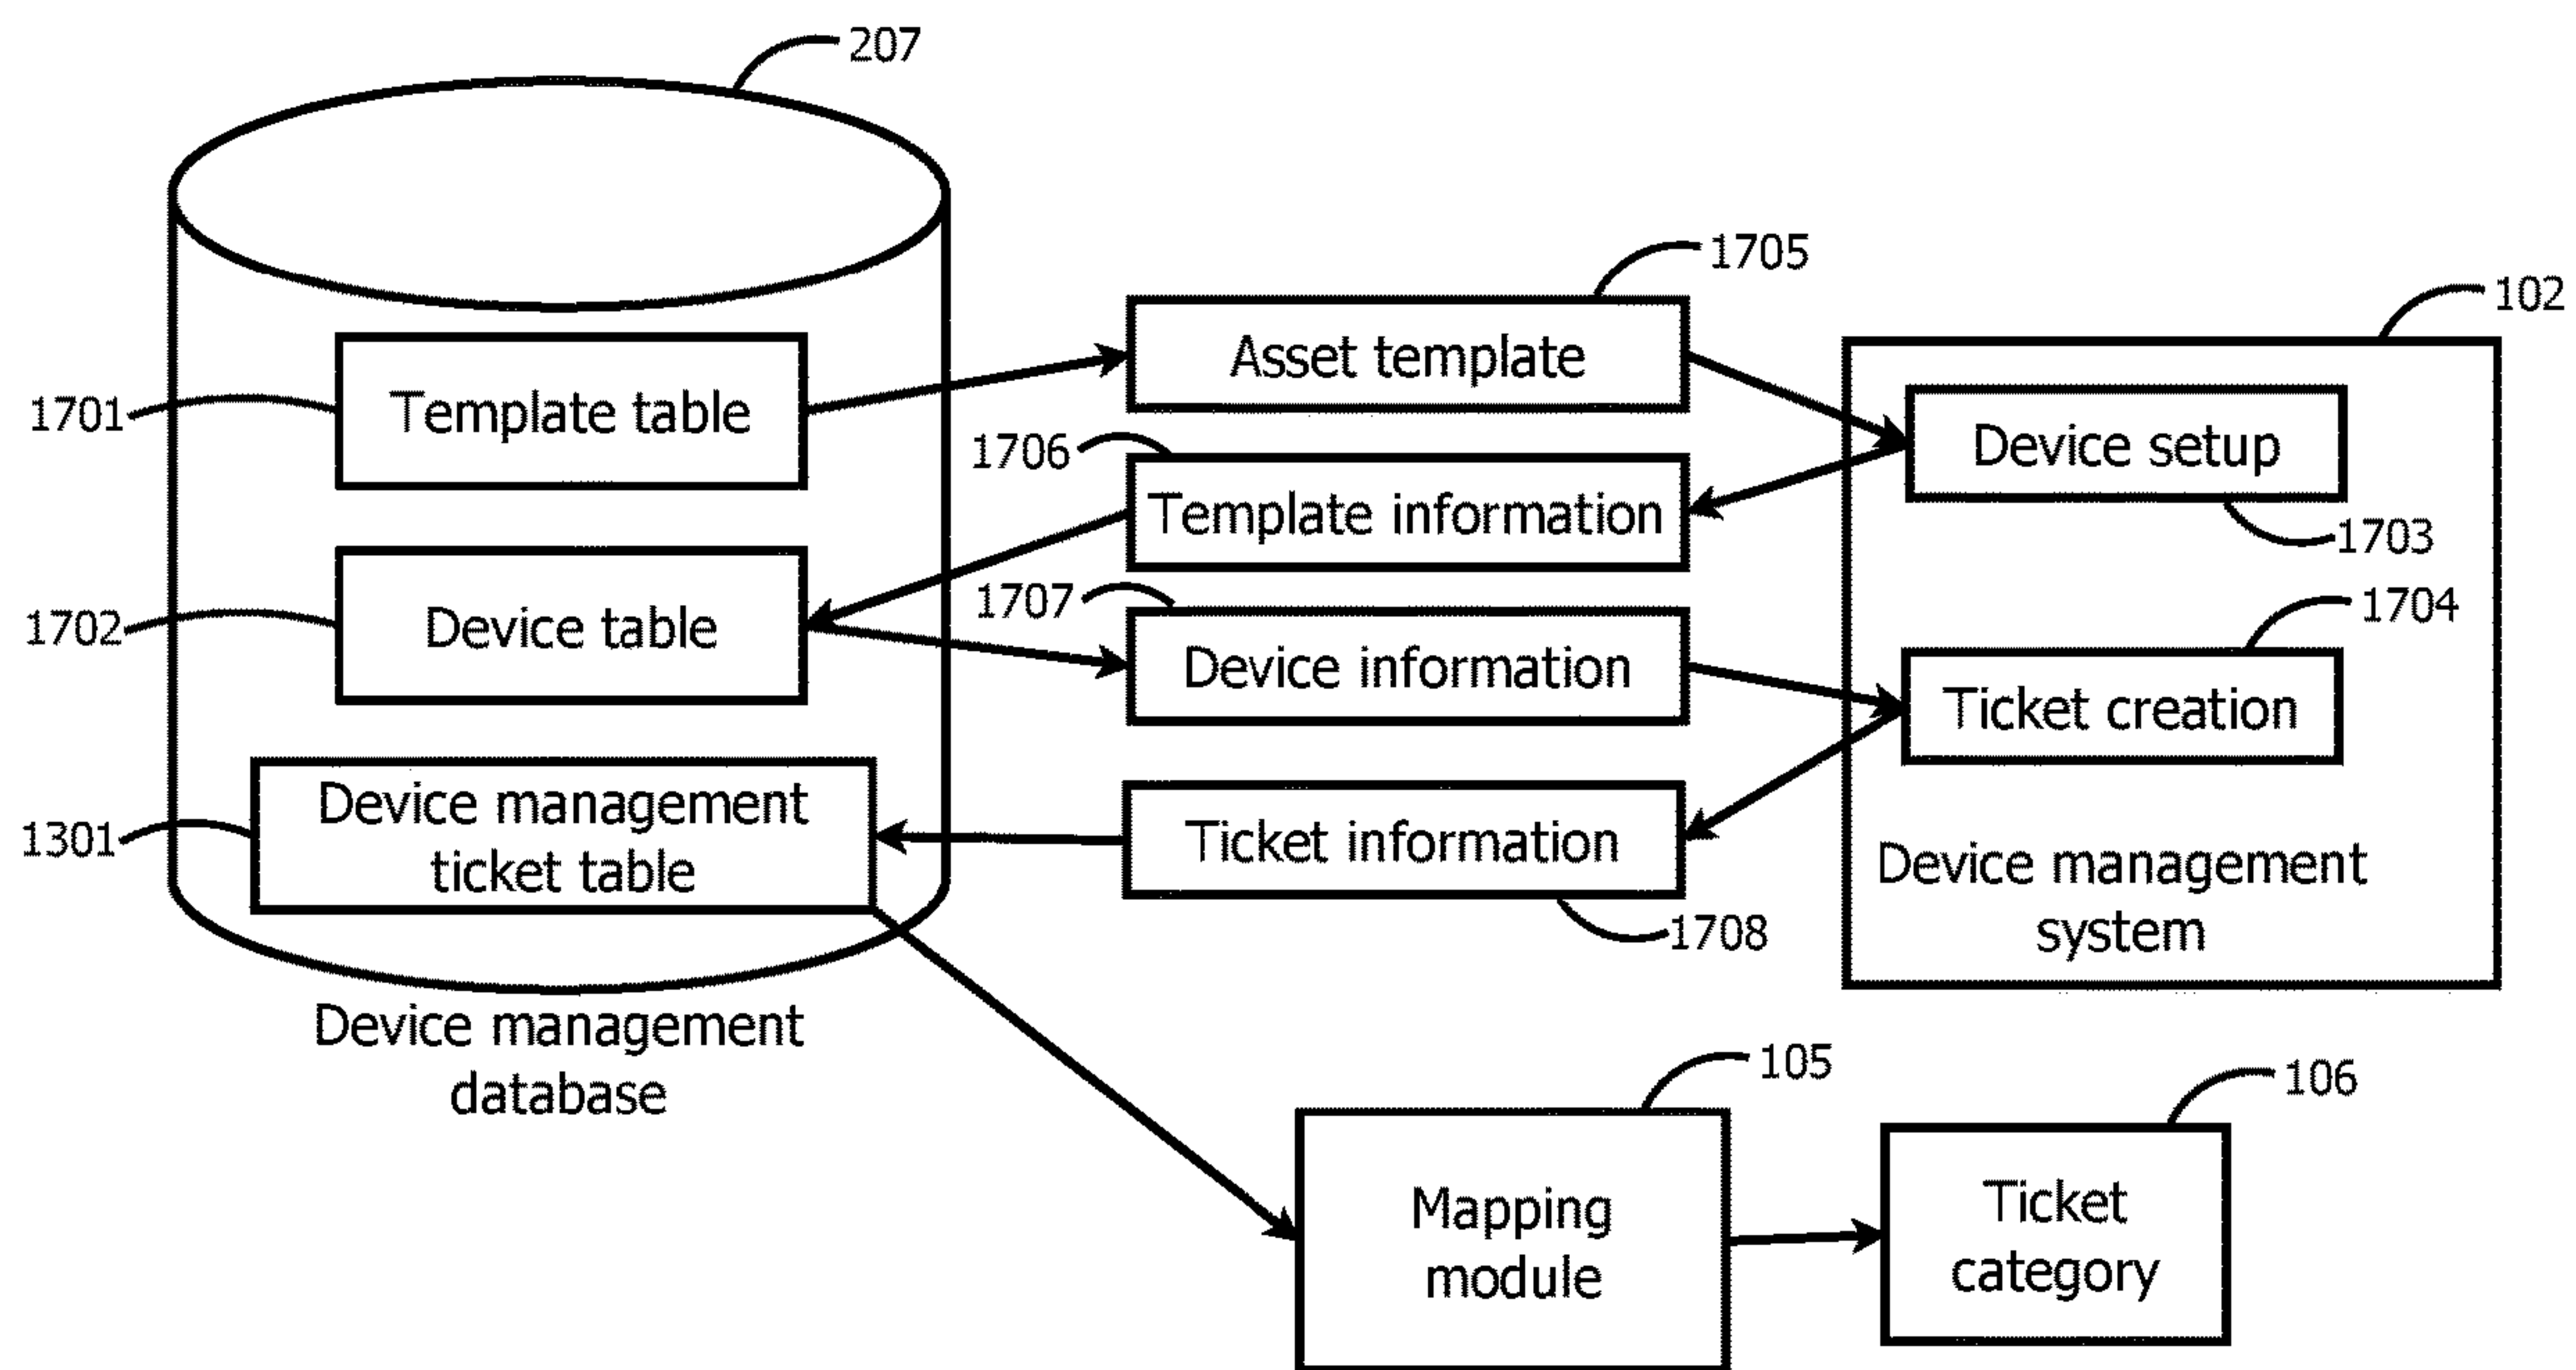 207
1705
102
Asset template
1701
Template table
1706
Device setup
Template information
1703
1702
Device table
1707
1704
Device information
Ticket creation
1301
Device management
ticket table
Ticket information
Device management
system
1708
Device management
database
105
106
Mapping
module
Ticket
category